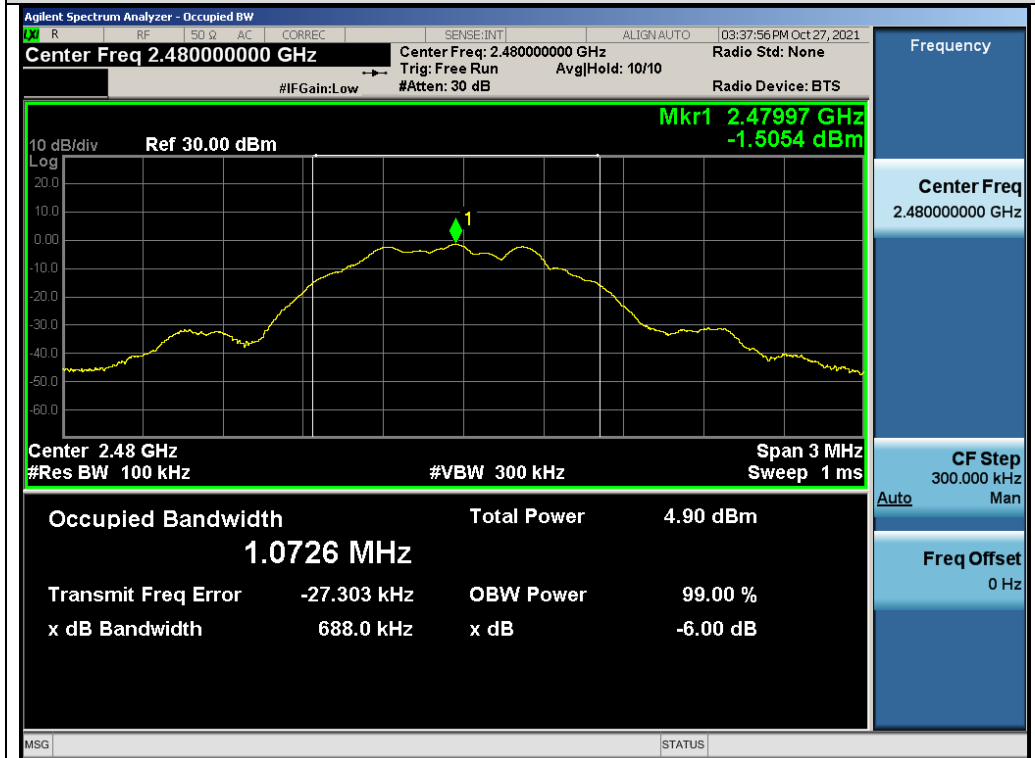 Agilent Spectrum Analyzer - Occupied BW
LXI R RF 50 Ω AC CORREC SENSE:INT ALIGN AUTO 03:37:56 PM Oct 27, 2021
Center Freq 2.480000000 GHz
Center Freq: 2.480000000 GHz Radio Std: None
Trig: Free Run Avg|Hold: 10/10
#IFGain:Low #Atten: 30 dB Radio Device: BTS
Mkr1 2.47997 GHz
-1.5054 dBm
10 dB/div Ref 30.00 dBm
Log
20.0
10.0
1
0.00
-10.0
-20.0
-30.0
-40.0
-50.0
-60.0
Center 2.48 GHz Span 3 MHz
#Res BW 100 kHz #VBW 300 kHz Sweep 1 ms
Occupied Bandwidth Total Power 4.90 dBm
1.0726 MHz
Transmit Freq Error -27.303 kHz OBW Power 99.00 %
x dB Bandwidth 688.0 kHz x dB -6.00 dB
Frequency
Center Freq
2.480000000 GHz
CF Step
300.000 kHz
Auto Man
Freq Offset
0 Hz
MSG STATUS